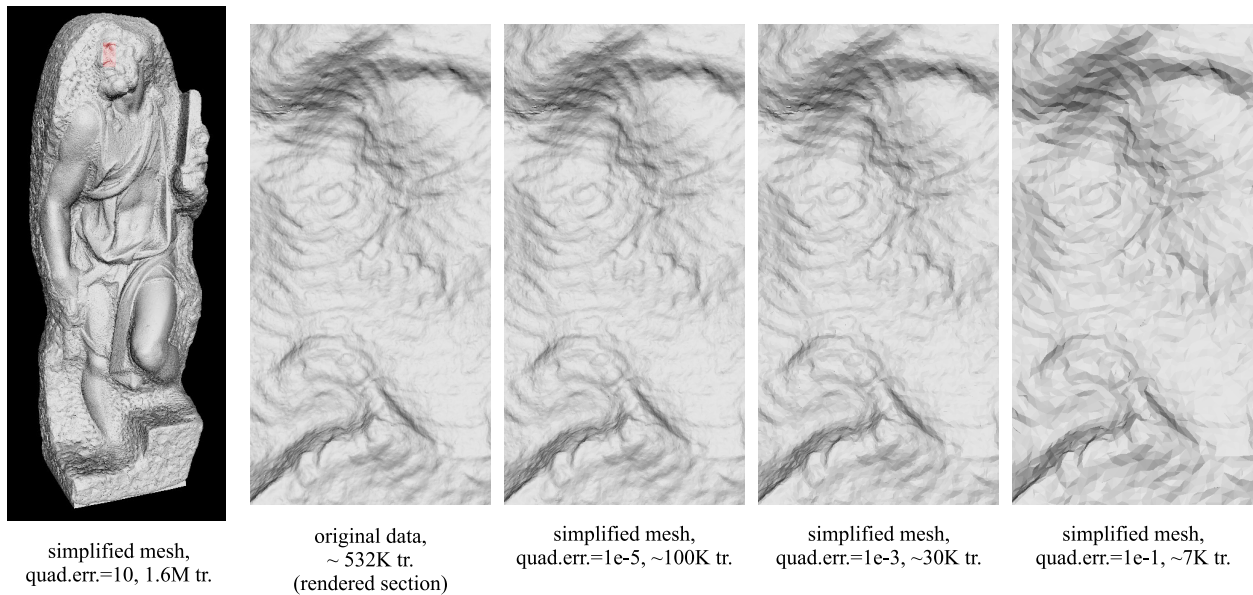 simplified mesh,
quad.err.=10, 1.6M tr.
original data,
~ 532K tr.
(rendered section)
simplified mesh,
quad.err.=1e-5, ~100K tr.
simplified mesh,
quad.err.=1e-3, ~30K tr.
simplified mesh,
quad.err.=1e-1, ~7K tr.